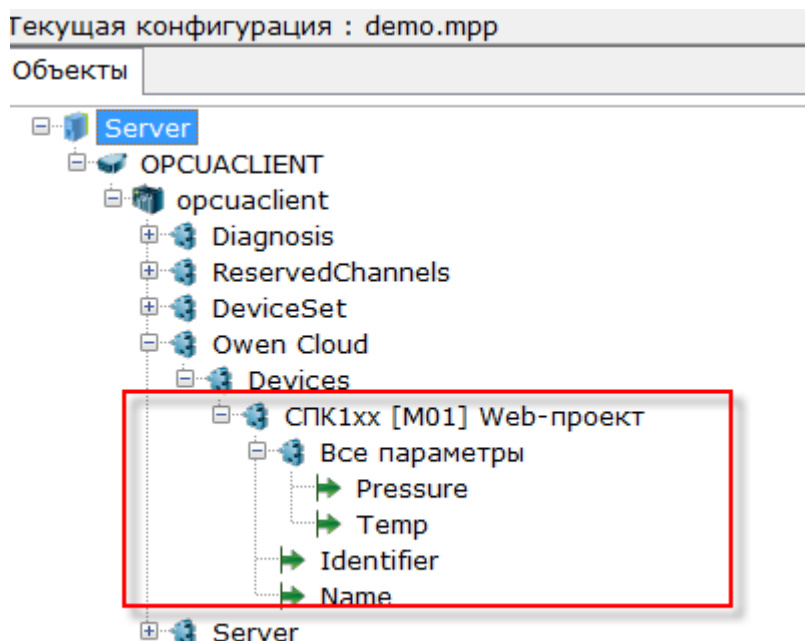 Текущая конфигурация : demo.mpp
Объекты
Server
OPCUACLIENT
opcuaclient
Diagnosis
ReservedChannels
DeviceSet
Owen Cloud
Devices
СПК1xx [M01] Web-проект
Все параметры
Pressure
Temp
Identifier
Name
Server